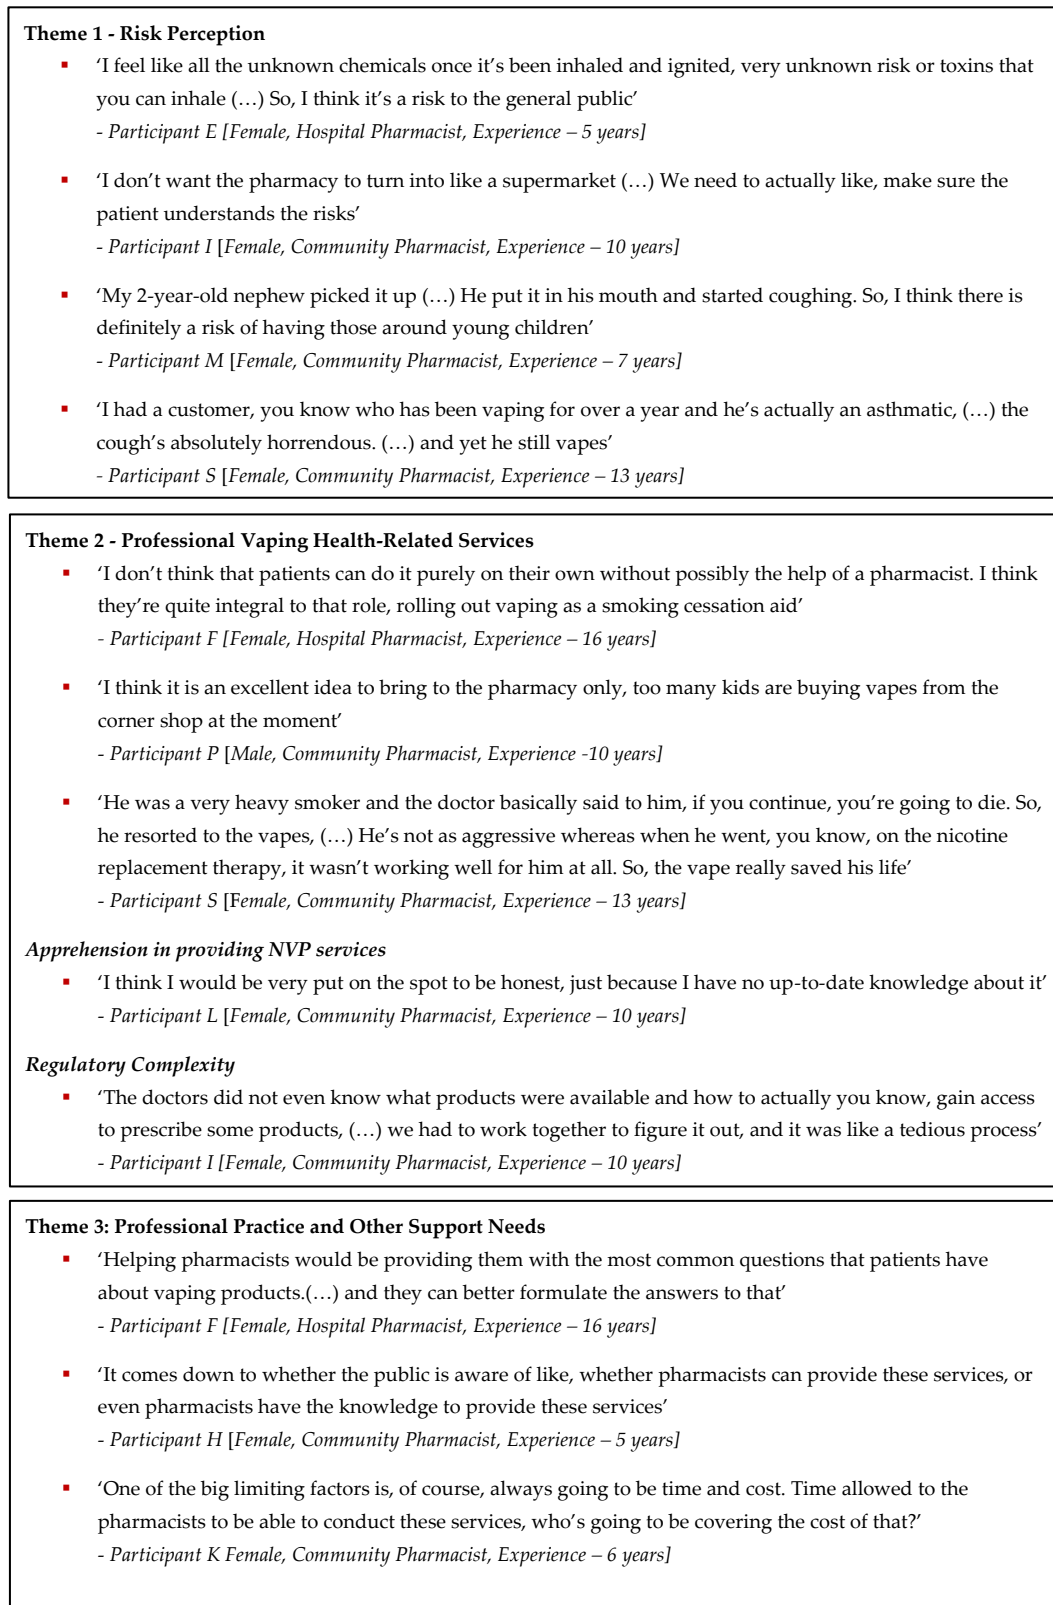 Theme 1 - Risk Perception
▪ ‘I feel like all the unknown chemicals once it’s been inhaled and ignited, very unknown risk or toxins that
you can inhale (…) So, I think it’s a risk to the general public’
- Participant E [Female, Hospital Pharmacist, Experience – 5 years]
▪ ‘I don’t want the pharmacy to turn into like a supermarket (…) We need to actually like, make sure the
patient understands the risks’
- Participant I [Female, Community Pharmacist, Experience – 10 years]
▪ ‘My 2-year-old nephew picked it up (…) He put it in his mouth and started coughing. So, I think there is
definitely a risk of having those around young children’
- Participant M [Female, Community Pharmacist, Experience – 7 years]
▪ ‘I had a customer, you know who has been vaping for over a year and he’s actually an asthmatic, (…) the
cough’s absolutely horrendous. (…) and yet he still vapes’
- Participant S [Female, Community Pharmacist, Experience – 13 years]
Theme 2 - Professional Vaping Health-Related Services
▪ ‘I don’t think that patients can do it purely on their own without possibly the help of a pharmacist. I think
they’re quite integral to that role, rolling out vaping as a smoking cessation aid’
- Participant F [Female, Hospital Pharmacist, Experience – 16 years]
▪ ‘I think it is an excellent idea to bring to the pharmacy only, too many kids are buying vapes from the
corner shop at the moment’
- Participant P [Male, Community Pharmacist, Experience -10 years]
▪ ‘He was a very heavy smoker and the doctor basically said to him, if you continue, you’re going to die. So,
he resorted to the vapes, (…) He’s not as aggressive whereas when he went, you know, on the nicotine
replacement therapy, it wasn’t working well for him at all. So, the vape really saved his life’
- Participant S [Female, Community Pharmacist, Experience – 13 years]
Apprehension in providing NVP services
▪ ‘I think I would be very put on the spot to be honest, just because I have no up-to-date knowledge about it’
- Participant L [Female, Community Pharmacist, Experience – 10 years]
Regulatory Complexity
▪ ‘The doctors did not even know what products were available and how to actually you know, gain access
to prescribe some products, (…) we had to work together to figure it out, and it was like a tedious process’
- Participant I [Female, Community Pharmacist, Experience – 10 years]
Theme 3: Professional Practice and Other Support Needs
▪ ‘Helping pharmacists would be providing them with the most common questions that patients have
about vaping products.(…) and they can better formulate the answers to that’
- Participant F [Female, Hospital Pharmacist, Experience – 16 years]
▪ ‘It comes down to whether the public is aware of like, whether pharmacists can provide these services, or
even pharmacists have the knowledge to provide these services’
- Participant H [Female, Community Pharmacist, Experience – 5 years]
▪ ‘One of the big limiting factors is, of course, always going to be time and cost. Time allowed to the
pharmacists to be able to conduct these services, who’s going to be covering the cost of that?’
- Participant K Female, Community Pharmacist, Experience – 6 years]